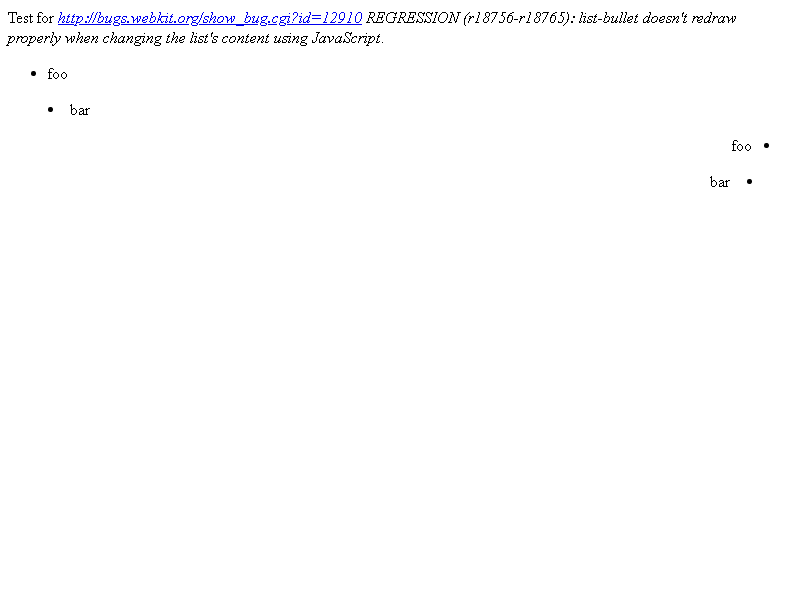 Test for http://bugs.webkit.org/show_bug.cgi?id=12910 REGRESSION (r18756-r18765): list-bullet doesn't redraw
properly when changing the list's content using JavaScript.
• foo
• bar
foo •
bar •